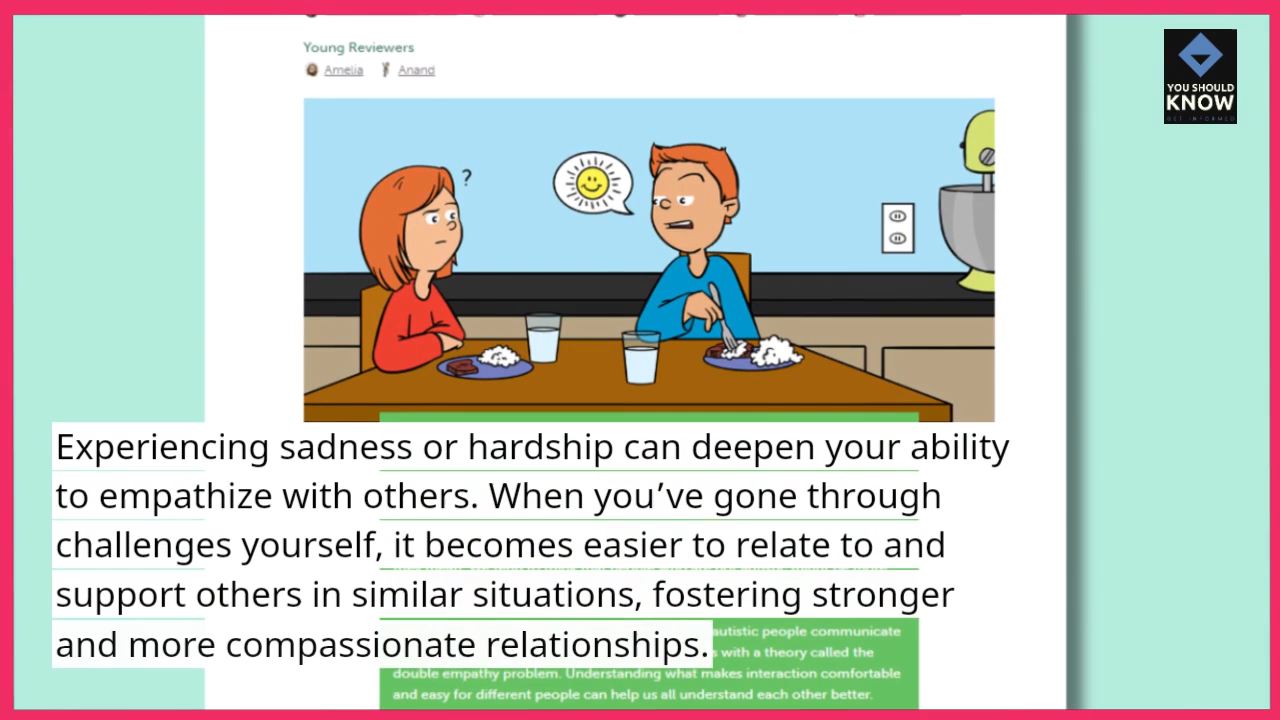 Young Reviewers
Amelia Anand
YOU SHOULD
KNOW
GET INFORMED
?
Experiencing sadness or hardship can deepen your ability
to empathize with others. When you’ve gone through
challenges yourself, it becomes easier to relate to and
support others in similar situations, fostering stronger
and more compassionate relationships.
autistic people communicate
s with a theory called the
double empathy problem. Understanding what makes interaction comfortable
and easy for different people can help us all understand each other better.